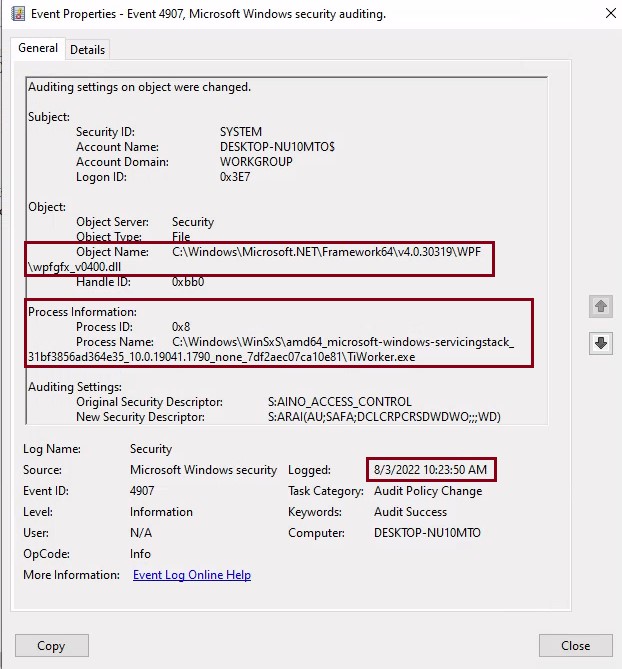 Event Properties - Event 4907, Microsoft Windows security auditing.
General Details
Auditing settings on object were changed.
Subject:
Security ID: SYSTEM
Account Name: DESKTOP-NU10MTO$
Account Domain: WORKGROUP
Logon ID: 0x3E7
Object:
Object Server: Security
Object Type: File
Object Name: C:\Windows\Microsoft.NET\Framework64\v4.0.30319\WPF
\wpfgfx_v0400.dll
Handle ID: 0xbb0
Process Information:
Process ID: 0x8
Process Name: C:\Windows\WinSxS\amd64_microsoft-windows-servicingstack_
31bf3856ad364e35_10.0.19041.1790_none_7df2aec07ca10e81\TiWorker.exe
Auditing Settings:
Original Security Descriptor: S:AINO_ACCESS_CONTROL
New Security Descriptor: S:ARAI(AU;SAFA;DCLCRPCRSDWDWO;;;WD)
Log Name: Security
Source: Microsoft Windows security Logged: 8/3/2022 10:23:50 AM
Event ID: 4907 Task Category: Audit Policy Change
Level: Information Keywords: Audit Success
User: N/A Computer: DESKTOP-NU10MTO
OpCode: Info
More Information: Event Log Online Help
Copy Close